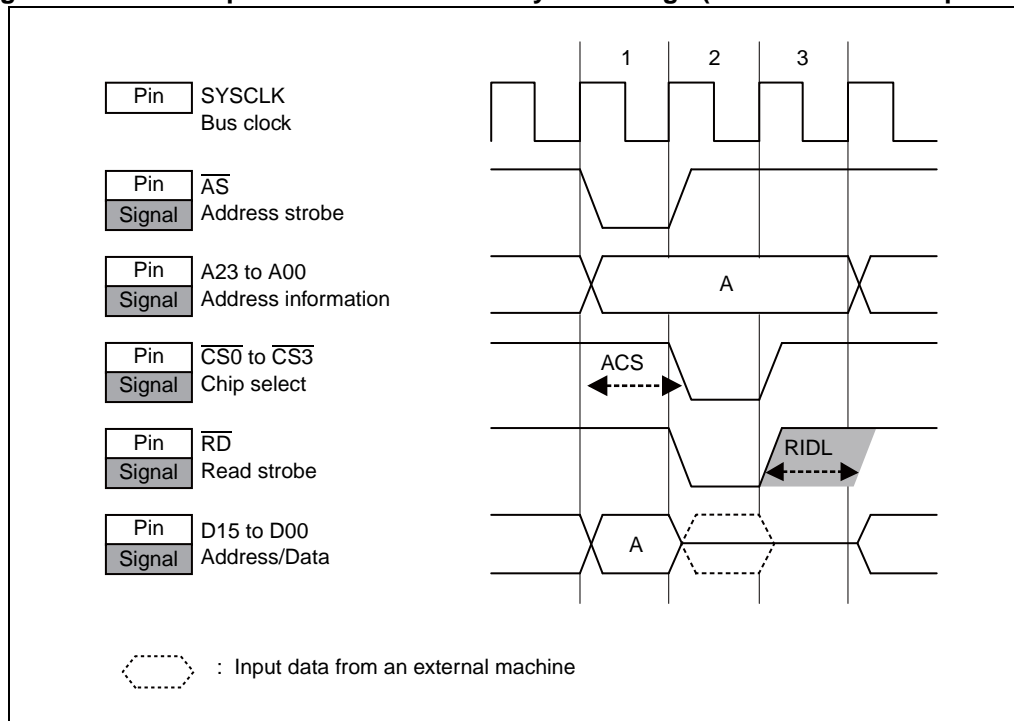 1 2 3
Pin SYSCLK
Bus clock
Pin AS
Signal Address strobe
Pin A23 to A00
Signal Address information
A
Pin CS0 to CS3
Signal Chip select
ACS
Pin RD
Signal Read strobe
RIDL
Pin D15 to D00
Signal Address/Data
A
: Input data from an external machine